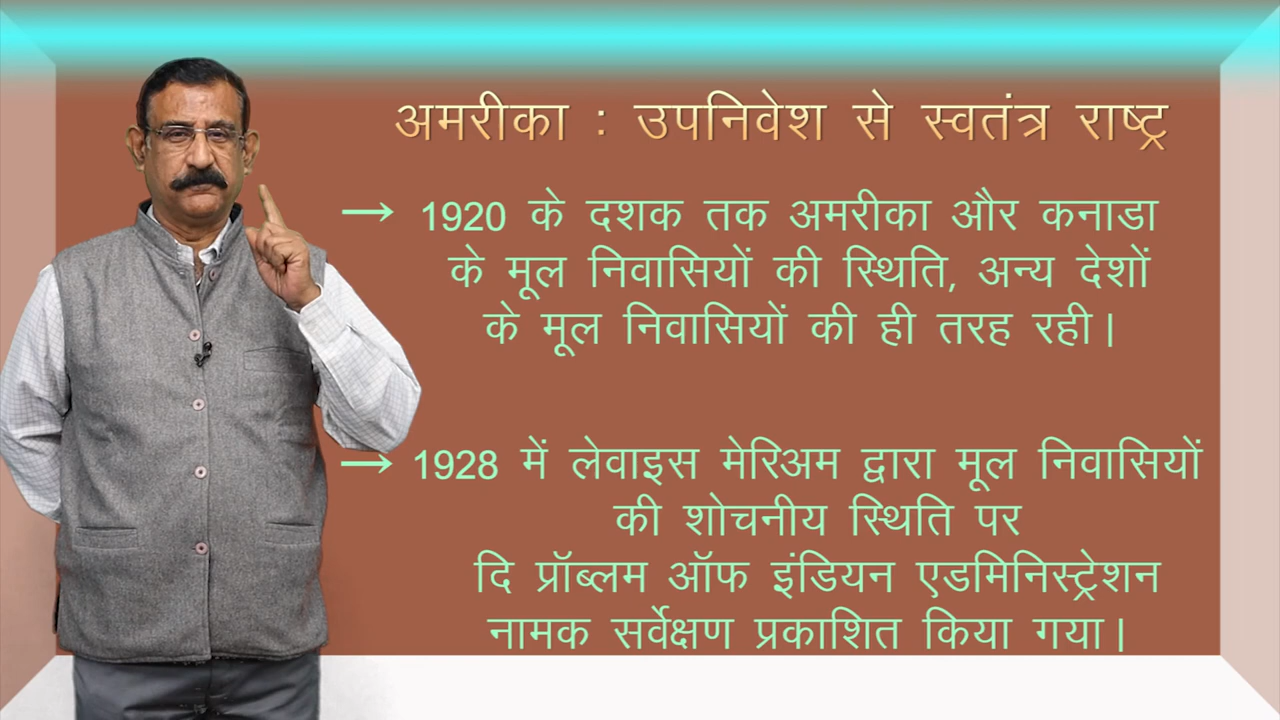 अमरीका : उपनिवेश से स्वतंत्र राष्ट्र
→ 1920 के दशक तक अमरीका और कनाडा
के मूल निवासियों की स्थिति, अन्य देशों
के मूल निवासियों की ही तरह रही।
→ 1928 में लेवाइस मेरिअम द्वारा मूल निवासियों
की शोचनीय स्थिति पर
दि प्रॉब्लम ऑफ इंडियन एडमिनिस्ट्रेशन
नामक सर्वेक्षण प्रकाशित किया गया।